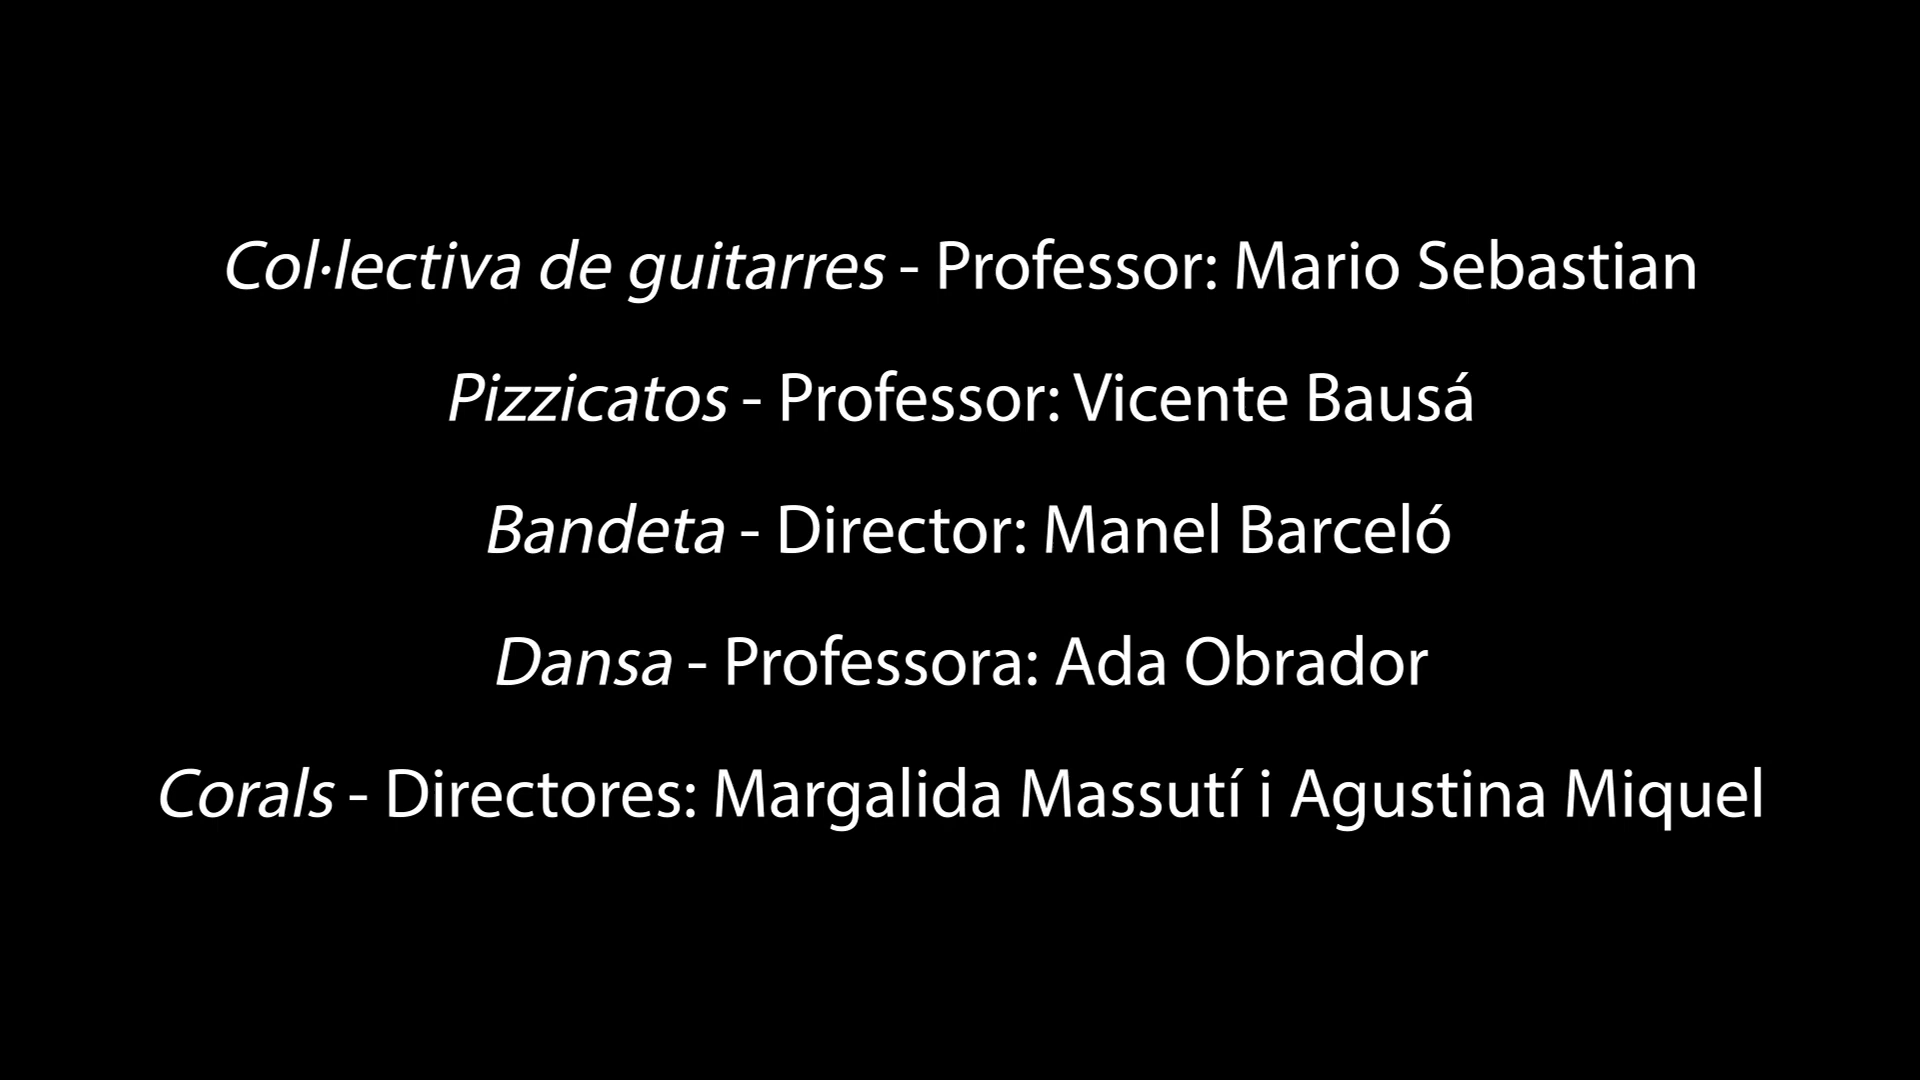 Col·lectiva de guitarres - Professor: Mario Sebastian
Pizzicatos - Professor: Vicente Bausá
Bandeta - Director: Manel Barceló
Dansa - Professora: Ada Obrador
Corals - Directores: Margalida Massutí i Agustina Miquel